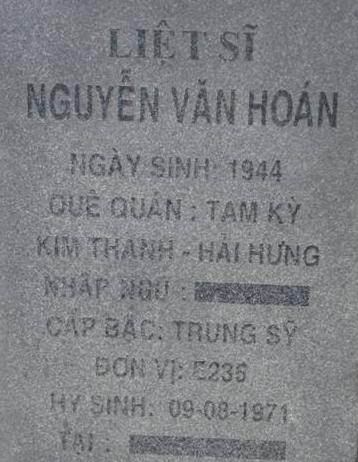 LIỆT SĨ
NGUYỄN VĂN HOÁN
NGÀY SINH: 1944
QUÊ QUÁN : TAM KỲ
KIM THANH - HẢI HƯNG
NHẬP NGŨ :
CẤP BẬC: TRUNG SỸ
ĐƠN VỊ: E236
HY SINH: 09-08-1971
TẠI :